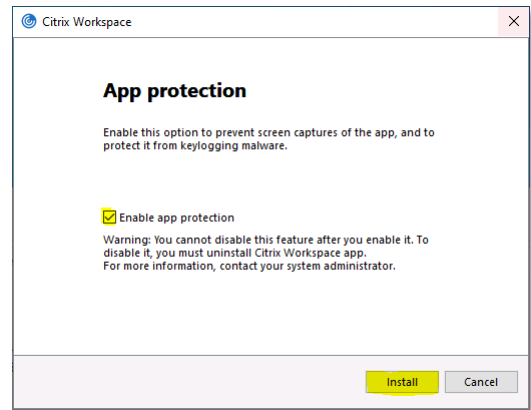 Citrix Workspace
App protection
Enable this option to prevent screen captures of the app, and to
protect it from keylogging malware.
Enable app protection
Warning: You cannot disable this feature after you enable it. To
disable it, you must uninstall Citrix Workspace app.
For more information, contact your system administrator.
Install
Cancel